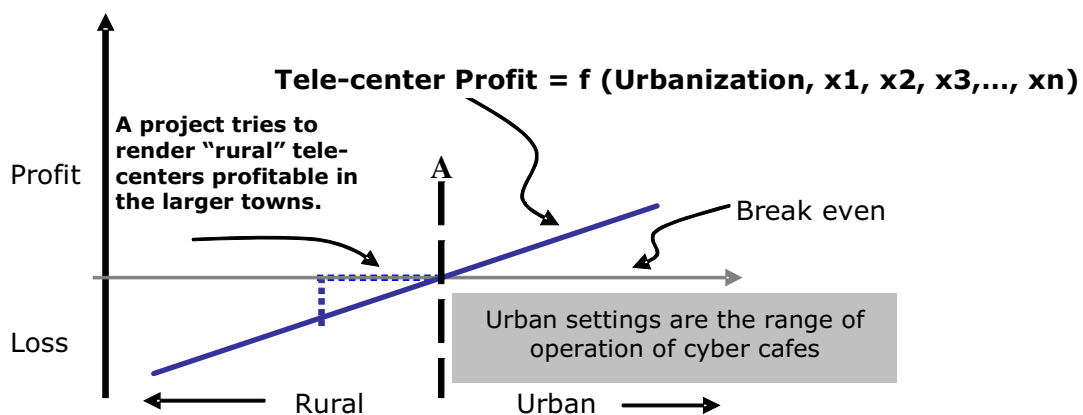 Tele-center Profit = f (Urbanization, x1, x2, x3,..., xn)
A project tries to
render “rural” tele-
centers profitable in
the larger towns.
A
Profit
Break even
Urban settings are the range of
operation of cyber cafes
Loss
Rural
Urban